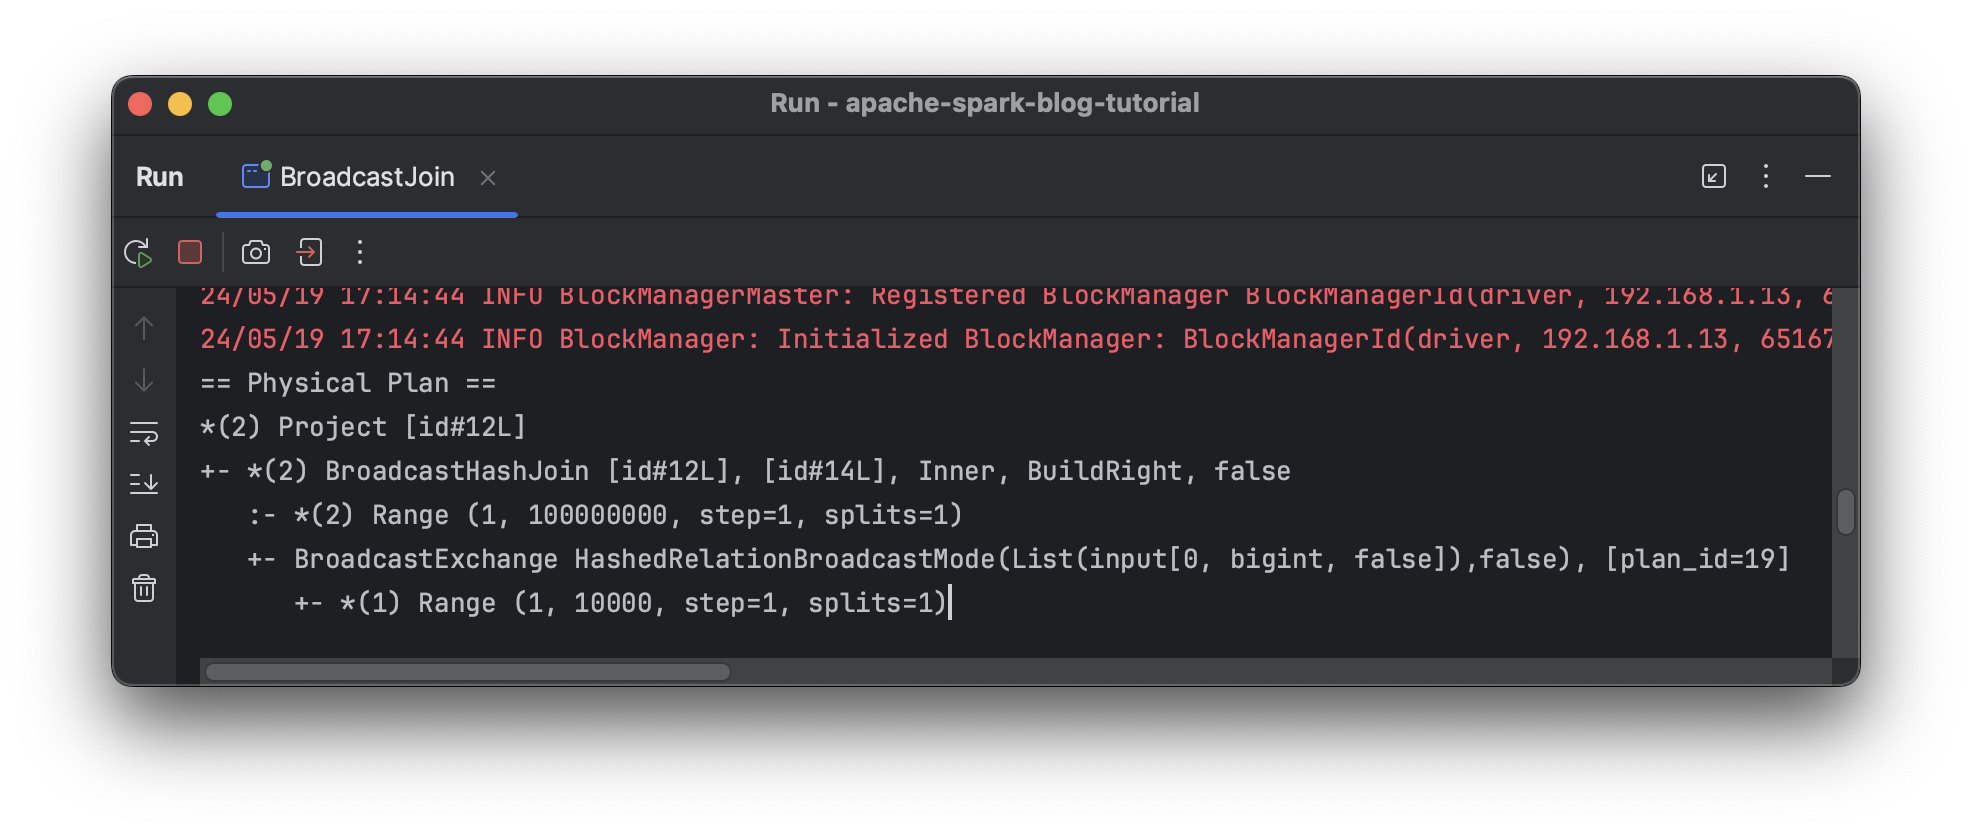 Run - apache-spark-blog-tutorial
Run BroadcastJoin
24/05/19 17:14:44 INFO BlockManagerMaster: Registered BlockManager BlockManagerId(driver, 192.168.1.13,
24/05/19 17:14:44 INFO BlockManager: Initialized BlockManager: BlockManagerId(driver, 192.168.1.13, 65167
== Physical Plan ==
*(2) Project [id#12L]
+- *(2) BroadcastHashJoin [id#12L], [id#14L], Inner, BuildRight, false
   :- *(2) Range (1, 100000000, step=1, splits=1)
   +- BroadcastExchange HashedRelationBroadcastMode(List(input[0, bigint, false]),false), [plan_id=19]
      +- *(1) Range (1, 10000, step=1, splits=1)